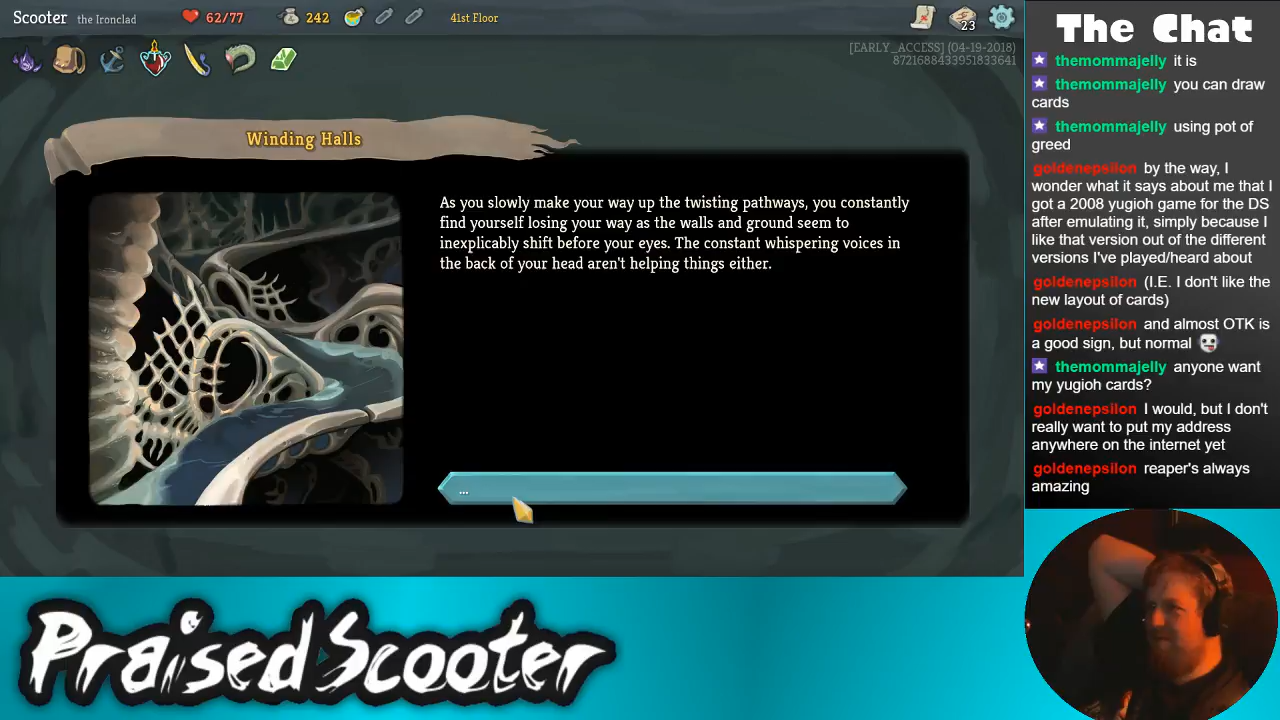 Scooter the Ironclad 62/77 242 41st Floor 23
[EARLY_ACCESS] (04-19-2018)
8721688433951833641
Winding Halls
As you slowly make your way up the twisting pathways, you constantly
find yourself losing your way as the walls and ground seem to
inexplicably shift before your eyes. The constant whispering voices in
the back of your head aren't helping things either.
...
The Chat
themommajelly it is
themommajelly you can draw
cards
themommajelly using pot of
greed
goldenepsilon by the way, I
wonder what it says about me that I
got a 2008 yugioh game for the DS
after emulating it, simply because I
like that version out of the different
versions I've played/heard about
goldenepsilon (I.E. I don't like the
new layout of cards)
goldenepsilon and almost OTK is
a good sign, but normal
themommajelly anyone want
my yugioh cards?
goldenepsilon I would, but I don't
really want to put my address
anywhere on the internet yet
goldenepsilon reaper's always
amazing
PraisedScooter